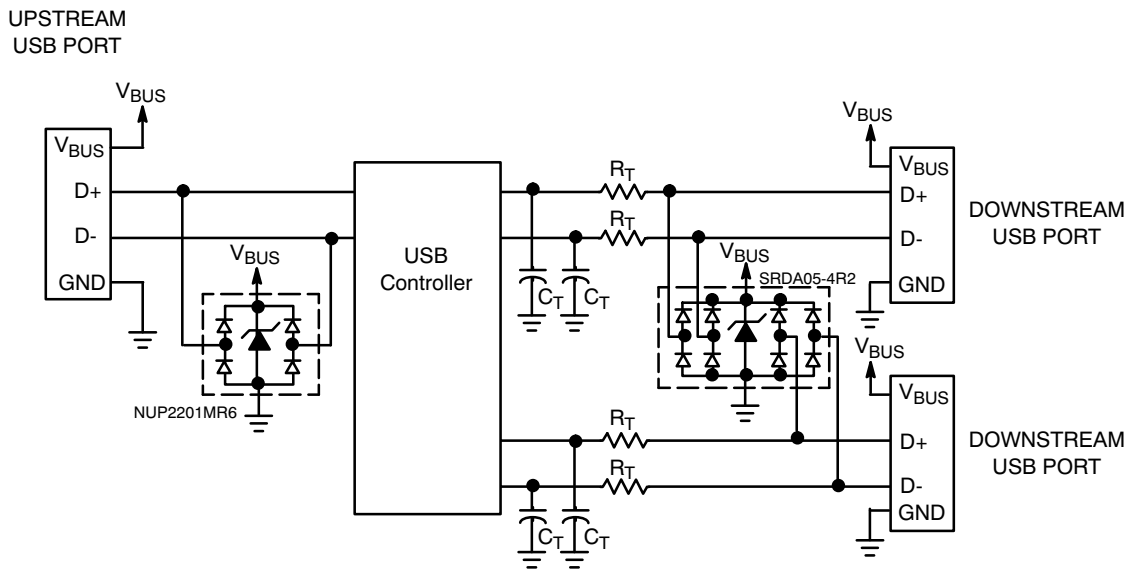 UPSTREAM
USB PORT
VBUS
VBUS
D+
D-
GND
VBUS
NUP2201MR6
USB
Controller
RT
RT
CT
CT
VBUS
SRDA05-4R2
VBUS
VBUS
D+
D-
GND
DOWNSTREAM
USB PORT
RT
RT
CT
CT
VBUS
VBUS
D+
D-
GND
DOWNSTREAM
USB PORT